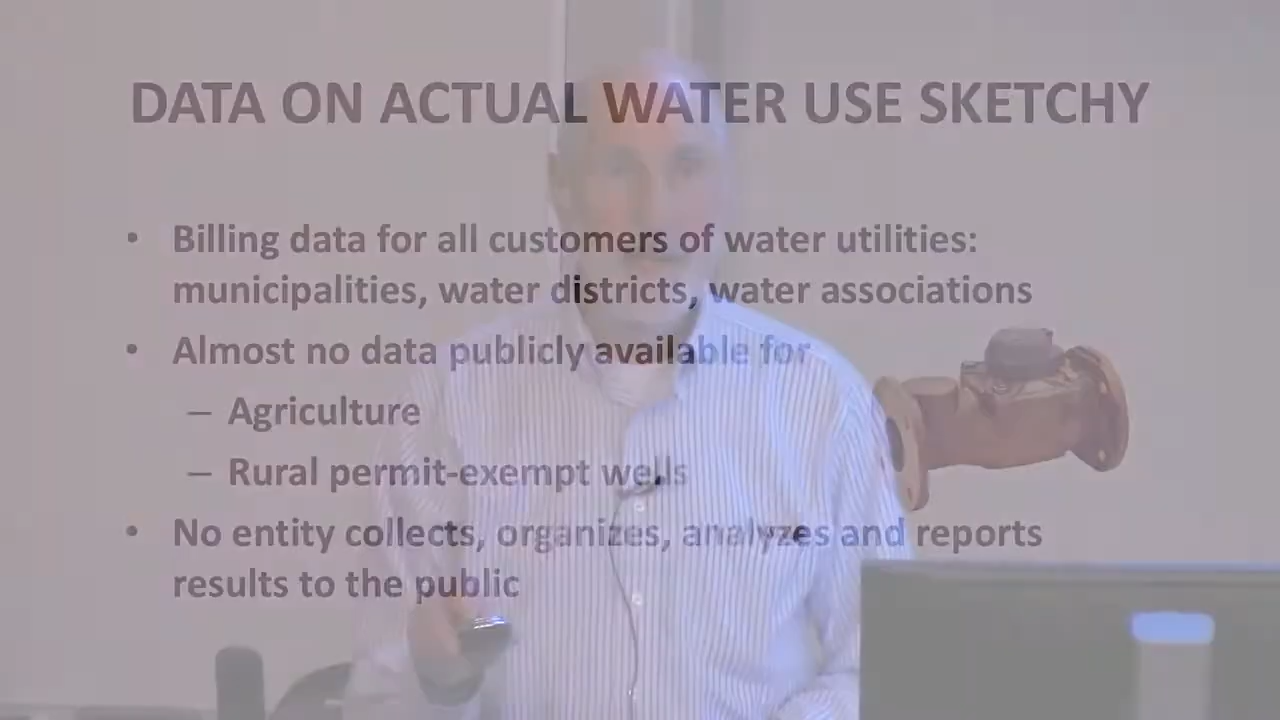 DATA ON ACTUAL WATER USE SKETCHY
• Billing data for all customers of water utilities:
municipalities, water districts, water associations
• Almost no data publicly available for
– Agriculture
– Rural permit-exempt wells
• No entity collects, organizes, analyzes and reports
results to the public